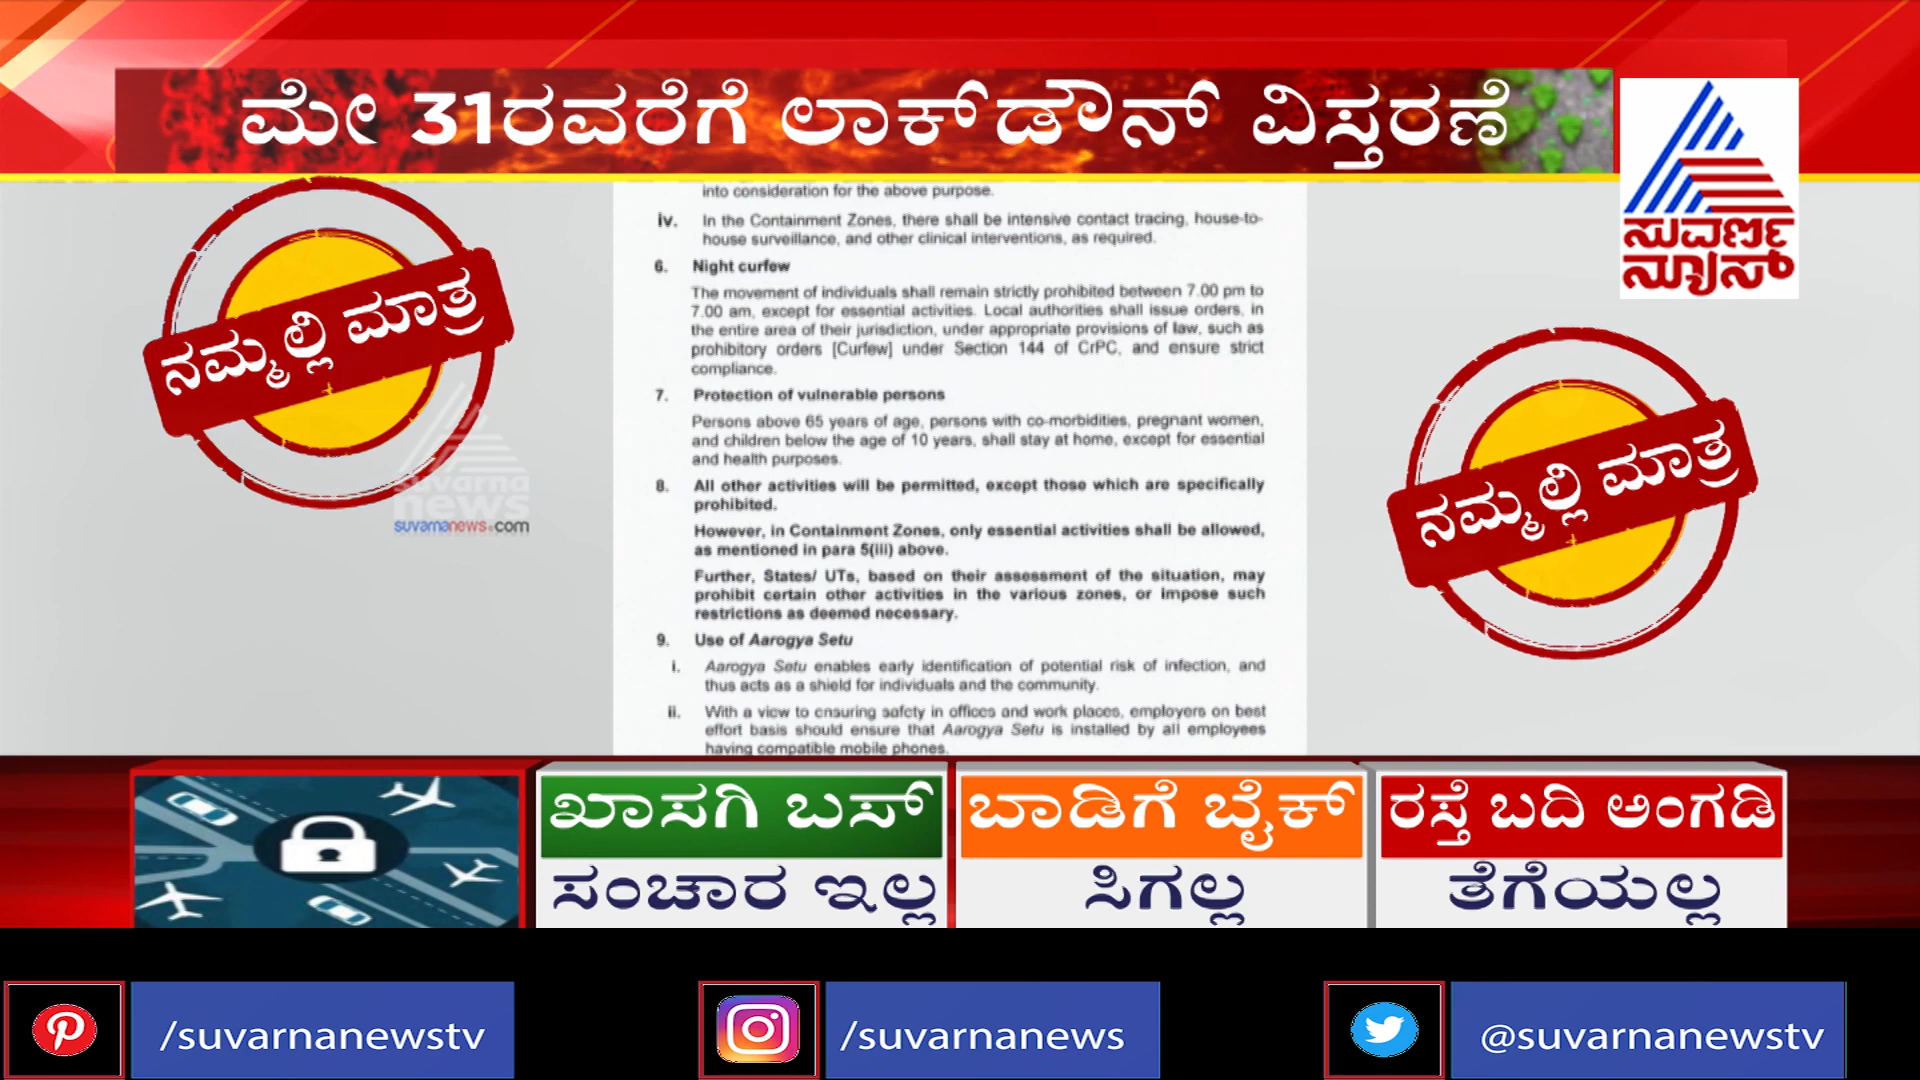 ಮೇ 31ರವರೆಗೆ ಲಾಕ್‌ಡೌನ್ ವಿಸ್ತರಣೆ
ಸುವರ್ಣ
ನ್ಯೂಸ್
ನಮ್ಮಲ್ಲಿ ಮಾತ್ರ
suvarna
news
suvarnanews.com
into consideration for the above purpose.
iv. In the Containment Zones, there shall be intensive contact tracing, house-to-
house surveillance, and other clinical interventions, as required.
6. Night curfew
The movement of individuals shall remain strictly prohibited between 7.00 pm to
7.00 am, except for essential activities. Local authorities shall issue orders, in
the entire area of their jurisdiction, under appropriate provisions of law, such as
prohibitory orders [Curfew] under Section 144 of CrPC, and ensure strict
compliance.
7. Protection of vulnerable persons
Persons above 65 years of age, persons with co-morbidities, pregnant women,
and children below the age of 10 years, shall stay at home, except for essential
and health purposes.
8. All other activities will be permitted, except those which are specifically
prohibited.
However, in Containment Zones, only essential activities shall be allowed,
as mentioned in para 5(iii) above.
Further, States/ UTs, based on their assessment of the situation, may
prohibit certain other activities in the various zones, or impose such
restrictions as deemed necessary.
9. Use of Aarogya Setu
i. Aarogya Setu enables early identification of potential risk of infection, and
thus acts as a shield for individuals and the community.
ii. With a view to ensuring safety in offices and work places, employers on best
effort basis should ensure that Aarogya Setu is installed by all employees
having compatible mobile phones.
ನಮ್ಮಲ್ಲಿ ಮಾತ್ರ
ಖಾಸಗಿ ಬಸ್
ಸಂಚಾರ ಇಲ್ಲ
ಬಾಡಿಗೆ ಬೈಕ್
ಸಿಗಲ್ಲ
ರಸ್ತೆ ಬದಿ ಅಂಗಡಿ
ತೆಗೆಯಲ್ಲ
/suvarnanewstv
/suvarnanews
@suvarnanewstv